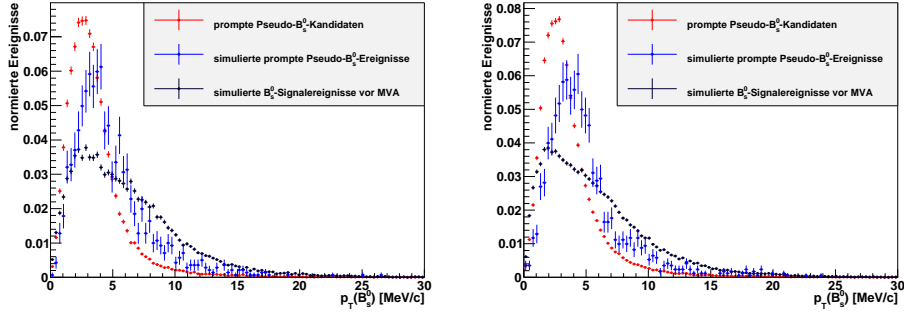 normierte Ereignisse
0.07
0.06
0.05
0.04
0.03
0.02
0.01
0
prompte Pseudo-B_s^0-Kandidaten
simulierte prompte Pseudo-B_s^0-Ereignisse
simulierte B_s^0-Signalereignisse vor MVA
0 5 10 15 20 25 30
p_T(B_s^0) [MeV/c]
normierte Ereignisse
0.08
0.07
0.06
0.05
0.04
0.03
0.02
0.01
0
prompte Pseudo-B_s^0-Kandidaten
simulierte prompte Pseudo-B_s^0-Ereignisse
simulierte B_s^0-Signalereignisse vor MVA
0 5 10 15 20 25 30
p_T(B_s^0) [MeV/c]